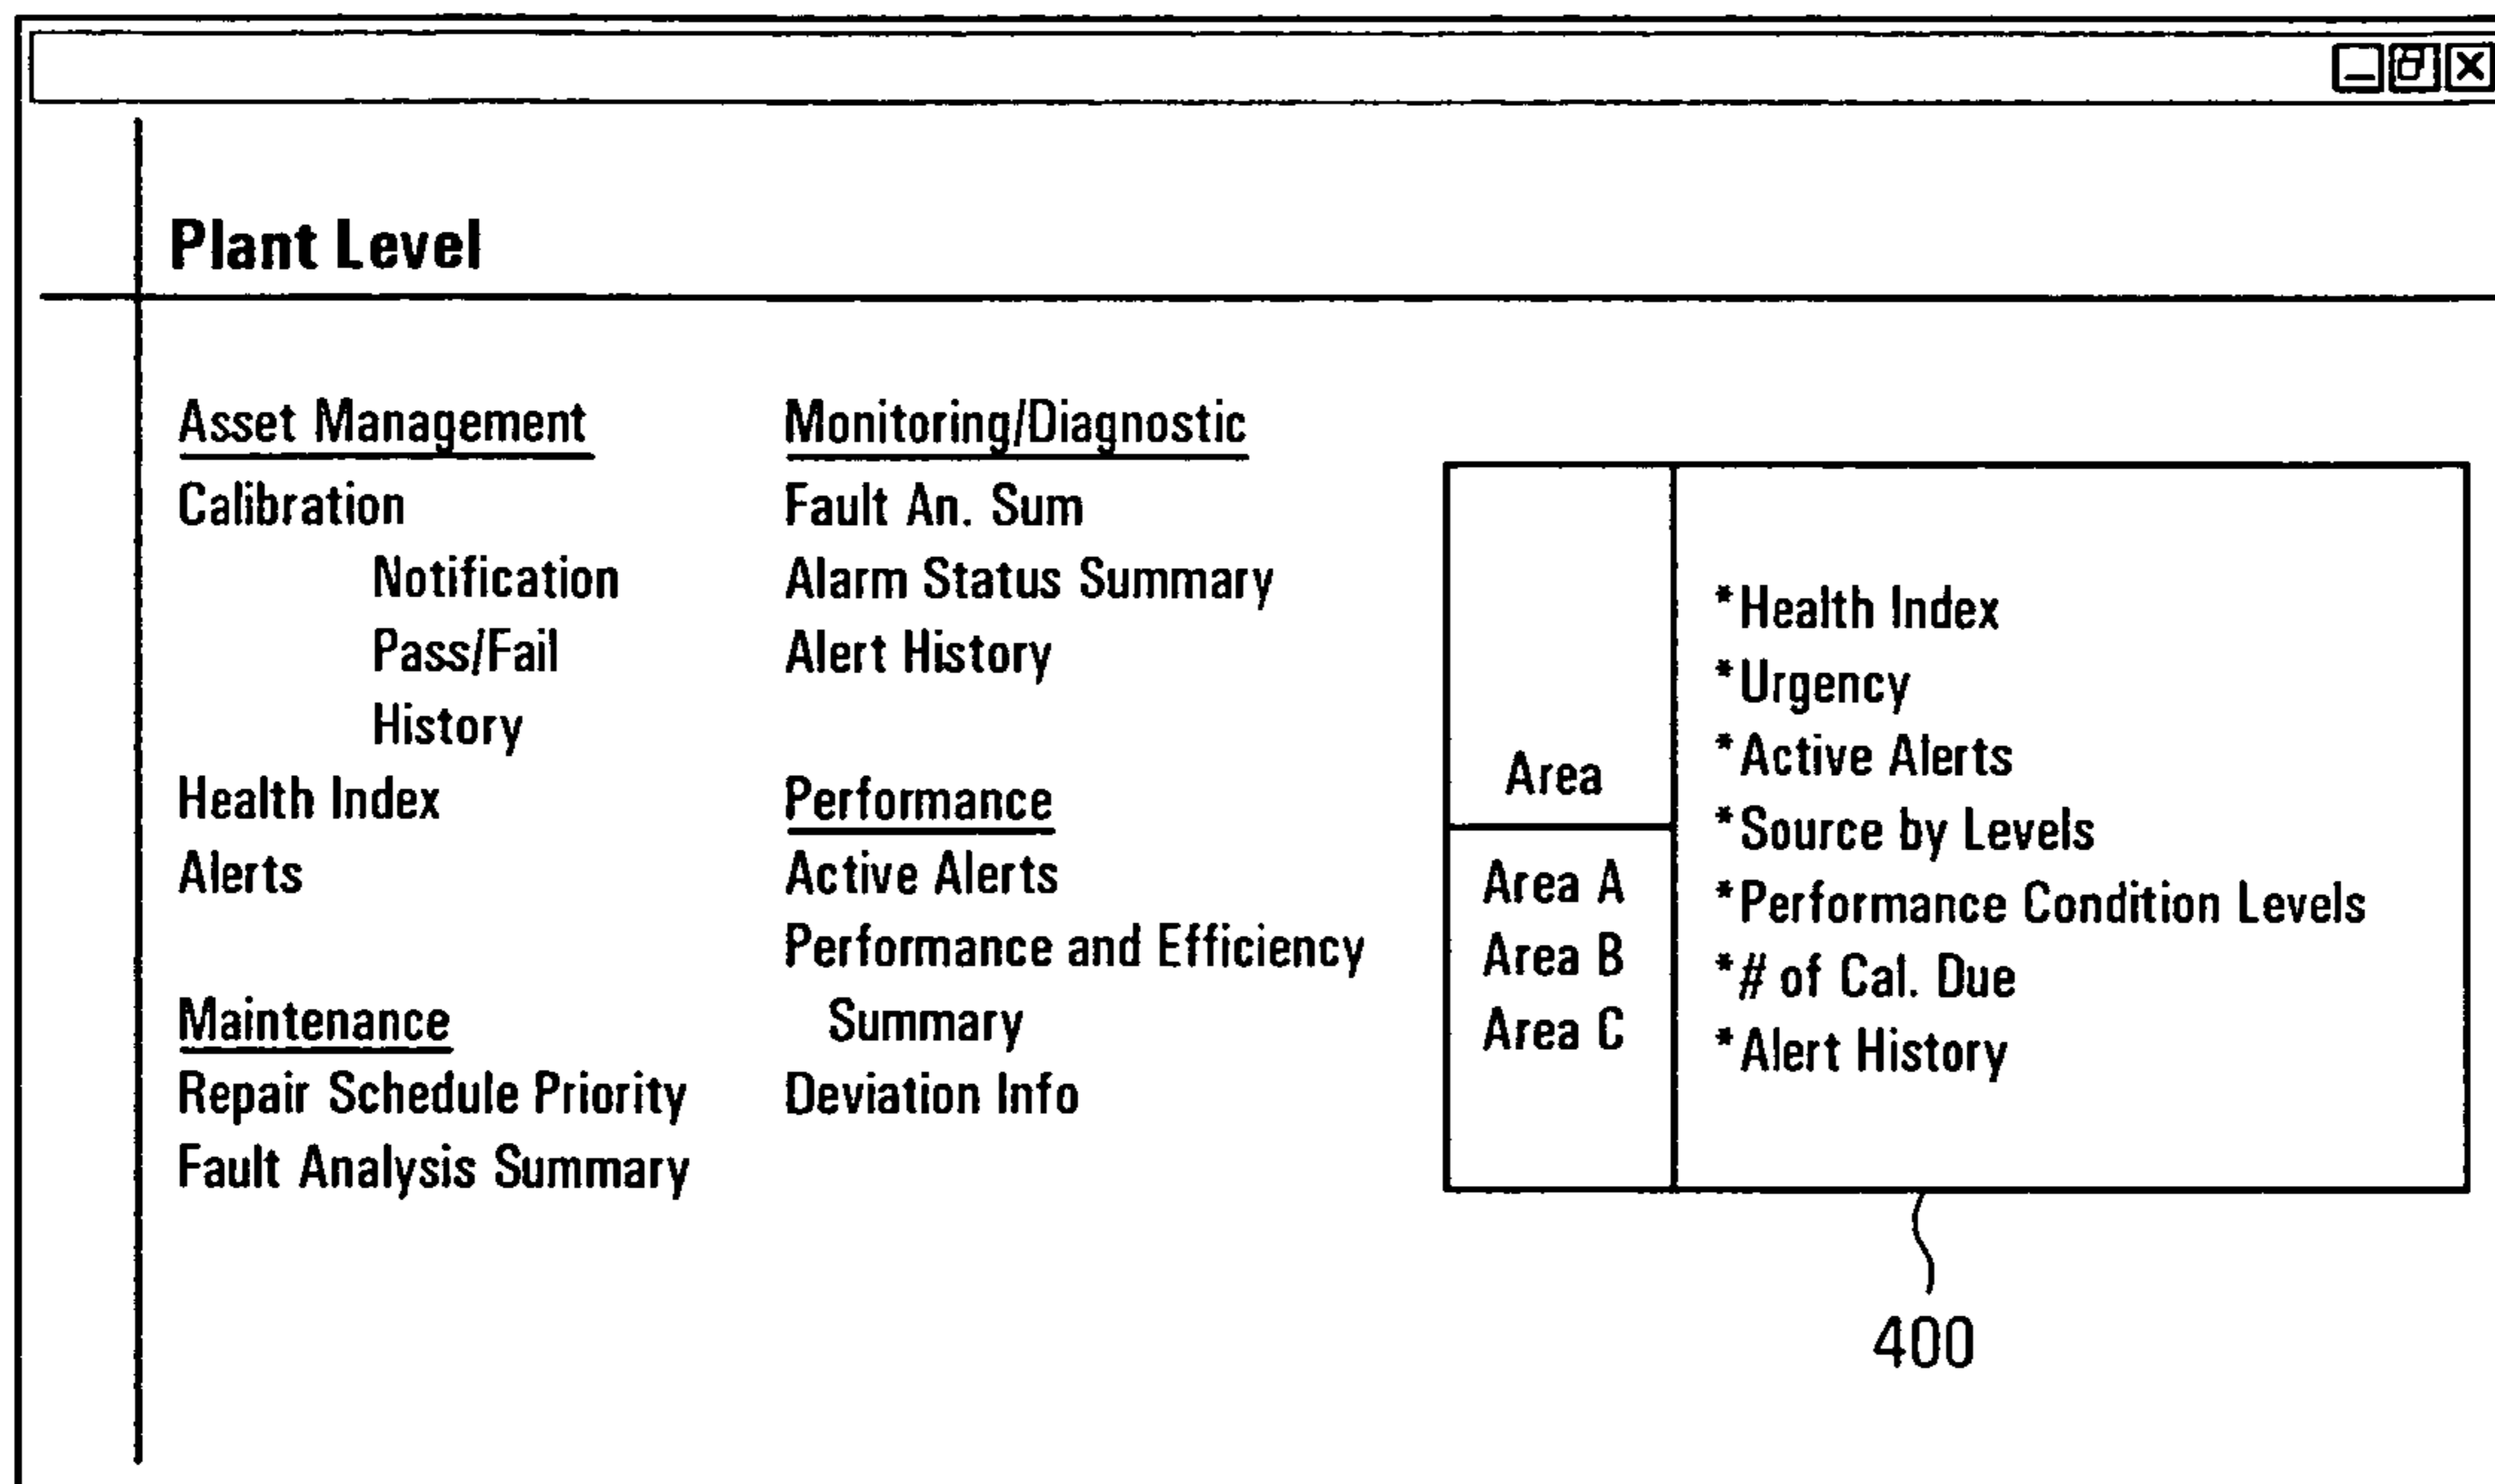 Plant Level
Asset Management
Calibration
Notification
Pass/Fail
History
Health Index
Alerts
Maintenance
Repair Schedule Priority
Fault Analysis Summary
Monitoring/Diagnostic
Fault An. Sum
Alarm Status Summary
Alert History
Performance
Active Alerts
Performance and Efficiency
Summary
Deviation Info
Area
Area A
Area B
Area C
*Health Index
*Urgency
*Active Alerts
*Source by Levels
*Performance Condition Levels
*# of Cal. Due
*Alert History
400